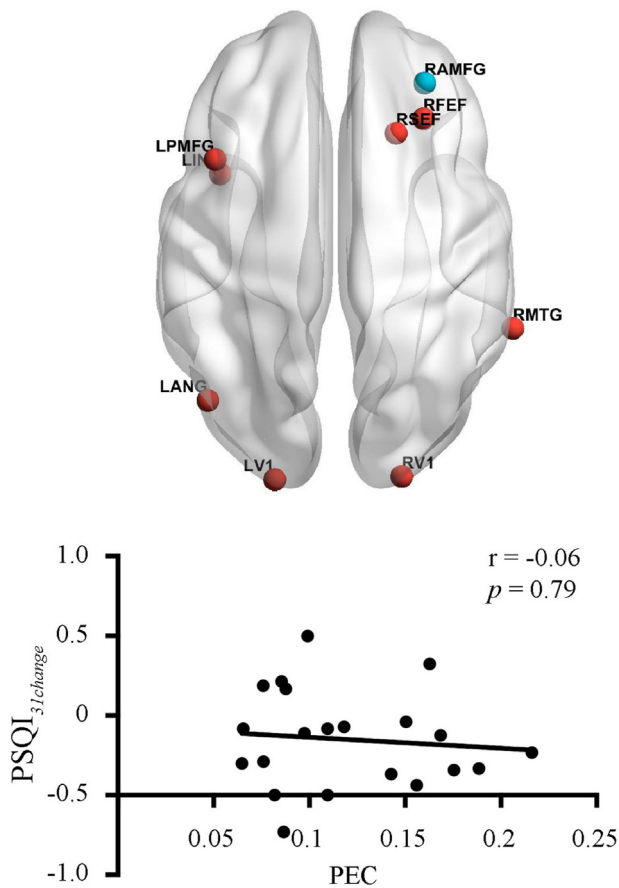 RAMFG
RFEF
RSEF
LPMFG
LIN
RMTG
LANG
LV1
RV1
1.0
0.5
0
-0.5
-1.0
r = -0.06
p = 0.79
PSQI31change
0.05
0.1
0.15
0.2
0.25
PEC